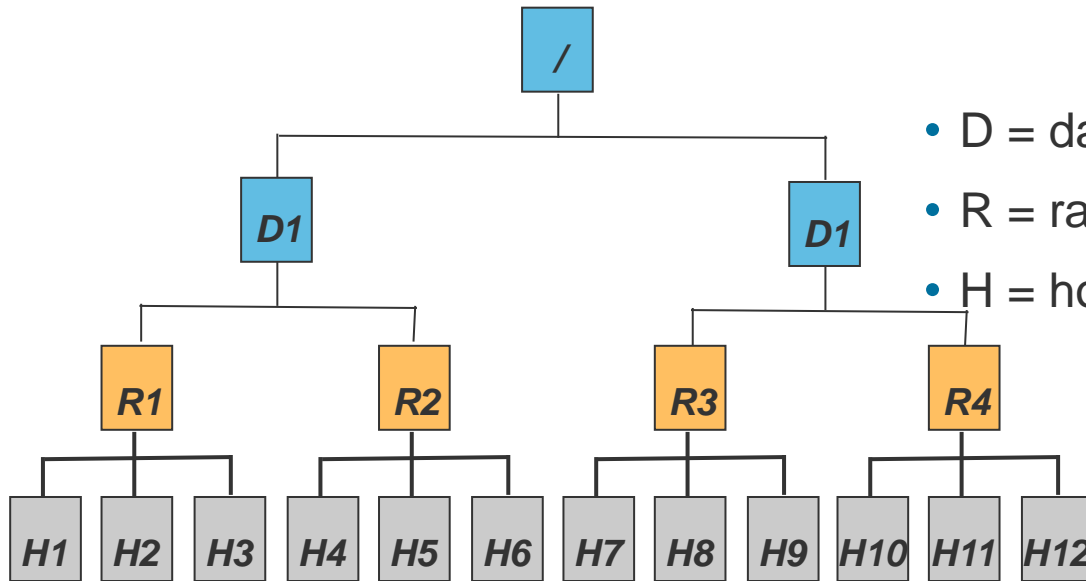 /
• D = da
D1 D1
• R = ra
• H = ho
R1 R2 R3 R4
H1 H2 H3 H4 H5 H6 H7 H8 H9 H10 H11 H12